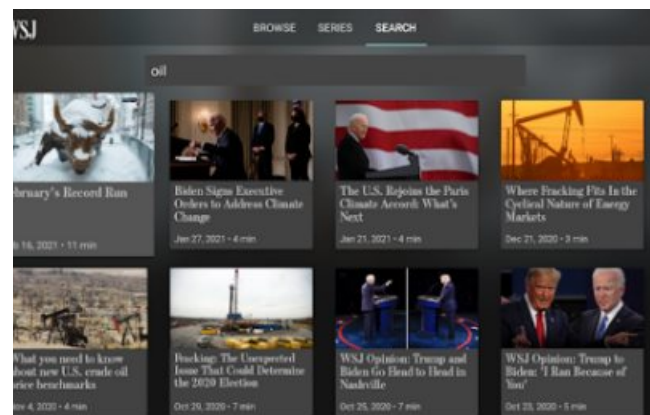 WSJ
BROWSE SERIES SEARCH
oil
bruary's Record Run
b 16, 2021 • 11 min
Biden Signs Executive
Orders to Address Climate
Change
Jan 27, 2021 • 4 min
The U.S. Rejoins the Paris
Climate Accord: What's
Next
Jan 21, 2021 • 4 min
Where Fracking Fits In the
Cyclical Nature of Energy
Markets
Dec 21, 2020 • 3 min
What you need to know
bout new U.S. crude oil
rice benchmarks
ov 4, 2020 • 4 min
Fracking: The Unexpected
Issue That Could Determine
the 2020 Election
Oct 29, 2020 • 7 min
WSJ Opinion: Trump and
Biden Go Head to Head in
Nashville
Oct 25, 2020 • 7 min
WSJ Opinion: Trump to
Biden: 'I Ran Because of
You'
Oct 23, 2020 • 5 min